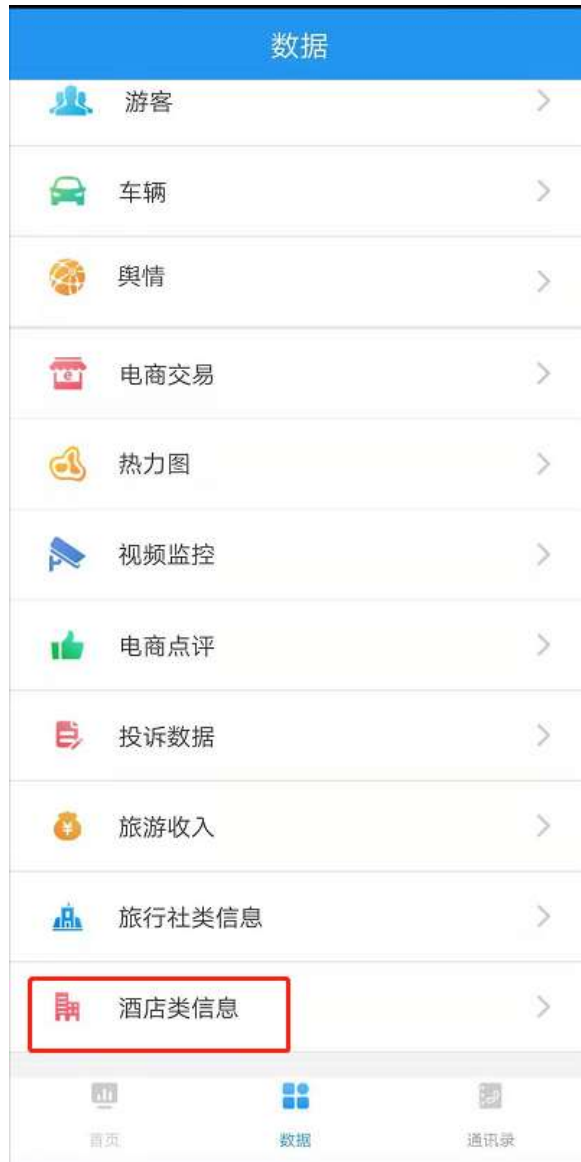 数据
游客
车辆
舆情
电商交易
热力图
视频监控
电商点评
投诉数据
旅游收入
旅行社类信息
酒店类信息
首页
数据
通讯录